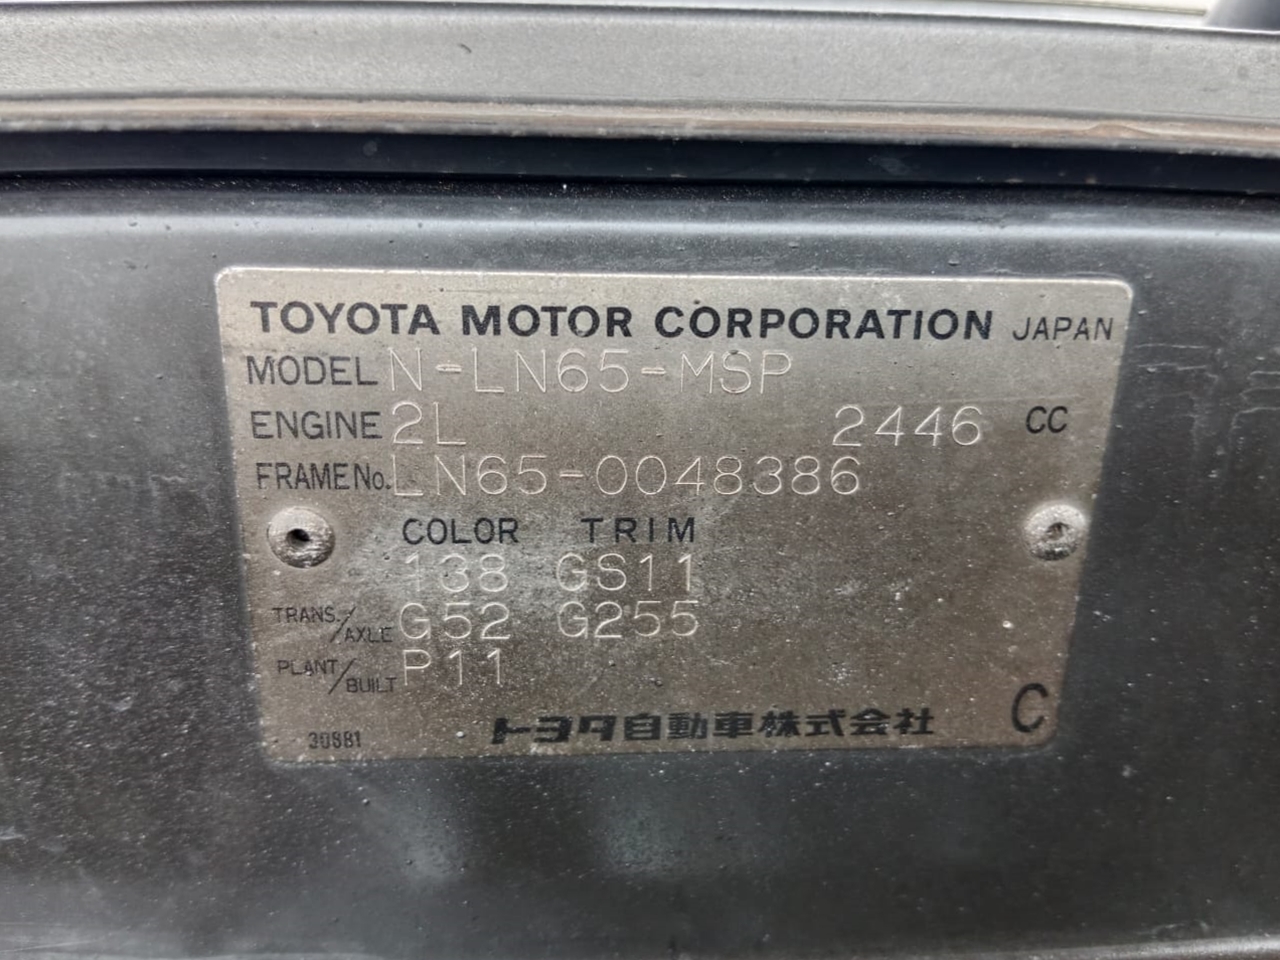 TOYOTA MOTOR CORPORATION JAPAN
MODEL N-LN65-MSP
ENGINE 2L 2446 CC
FRAME No. LN65-0048386
COLOR TRIM
138 GS11
TRANS./AXLE G52 G255
PLANT/BUILT P11
30881 トヨタ自動車株式会社 C